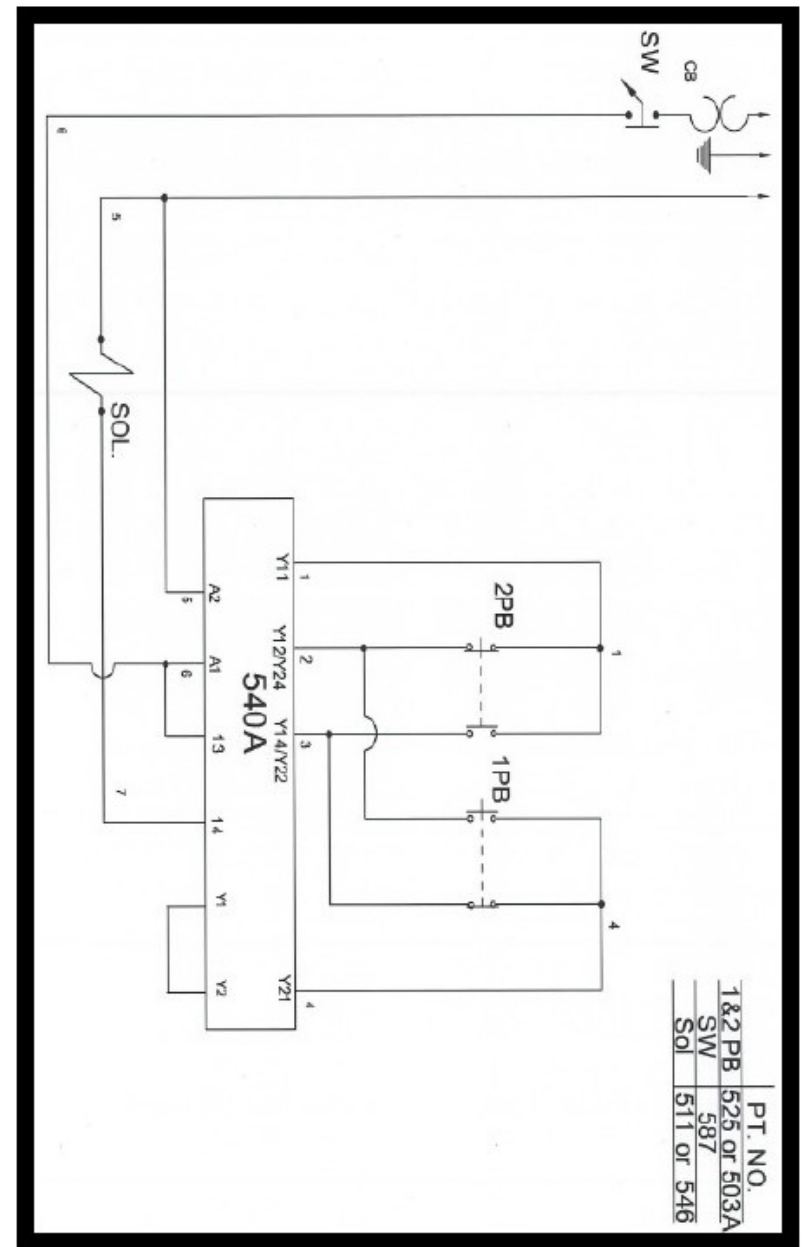 CB
SW
6
5
SOL.
Y11
1
Y12/Y24
2
Y14/Y22
3
Y21
4
540A
A2
5
A1
6
13
14
7
Y1
Y2
2PB
1PB
1
4
PT. NO.
1&2 PB 525 or 503A
SW 587
Sol 511 or 546